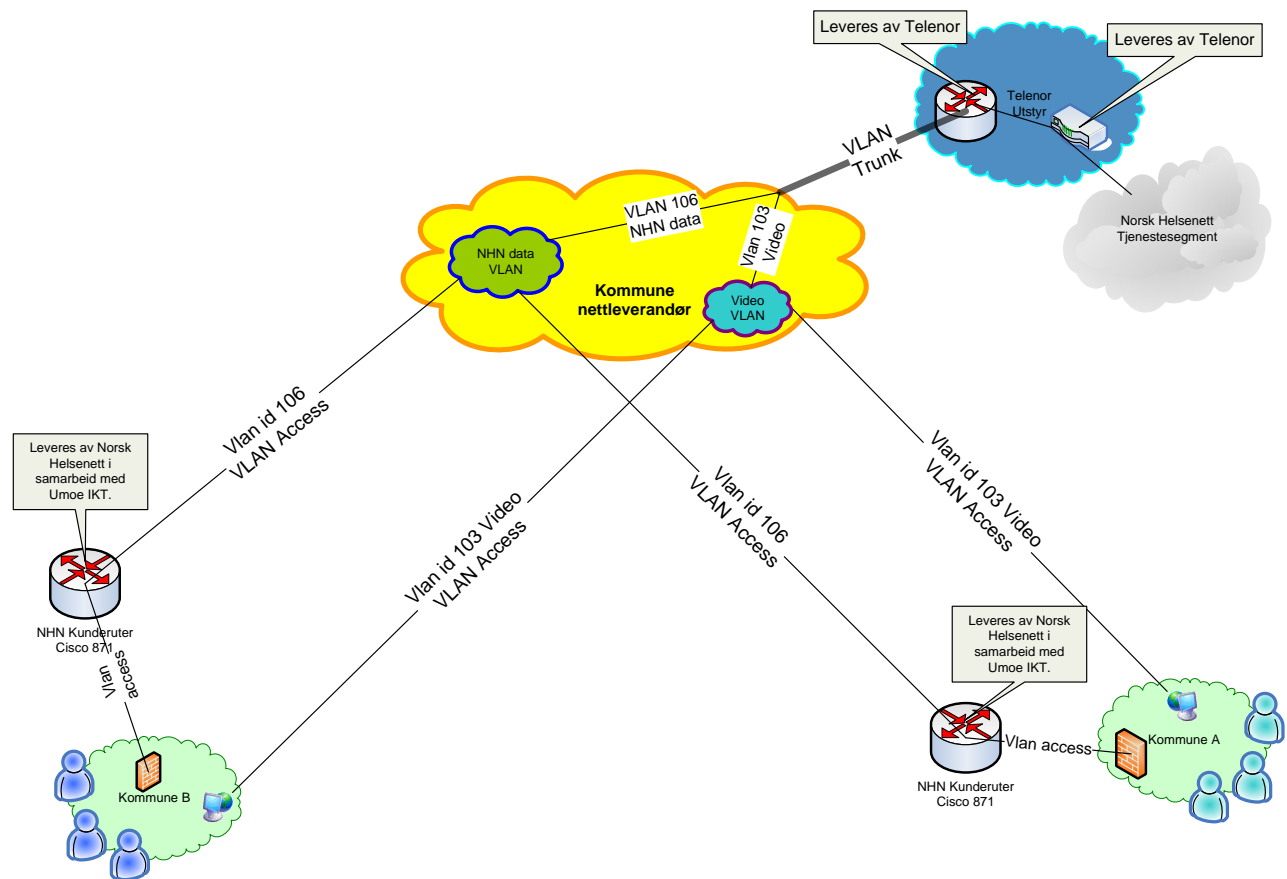 Leveres av Telenor
Leveres av Telenor
Telenor
Utstyr
VLAN
Trunk
Norsk Helsenett
Tjenestesegment
VLAN 106
NHN data
Vlan 103
Video
NHN data
VLAN
Kommune
nettleverandør
Video
VLAN
Vlan id 106
VLAN Access
Vlan id 103 Video
VLAN Access
Vlan id 106
VLAN Access
Vlan id 103 Video
VLAN Access
Leveres av Norsk
Helsenett i
samarbeid med
Umoe IKT.
NHN Kunderuter
Cisco 871
Vlan
access
Kommune B
Leveres av Norsk
Helsenett i
samarbeid med
Umoe IKT.
NHN Kunderuter
Cisco 871
Vlan access
Kommune A